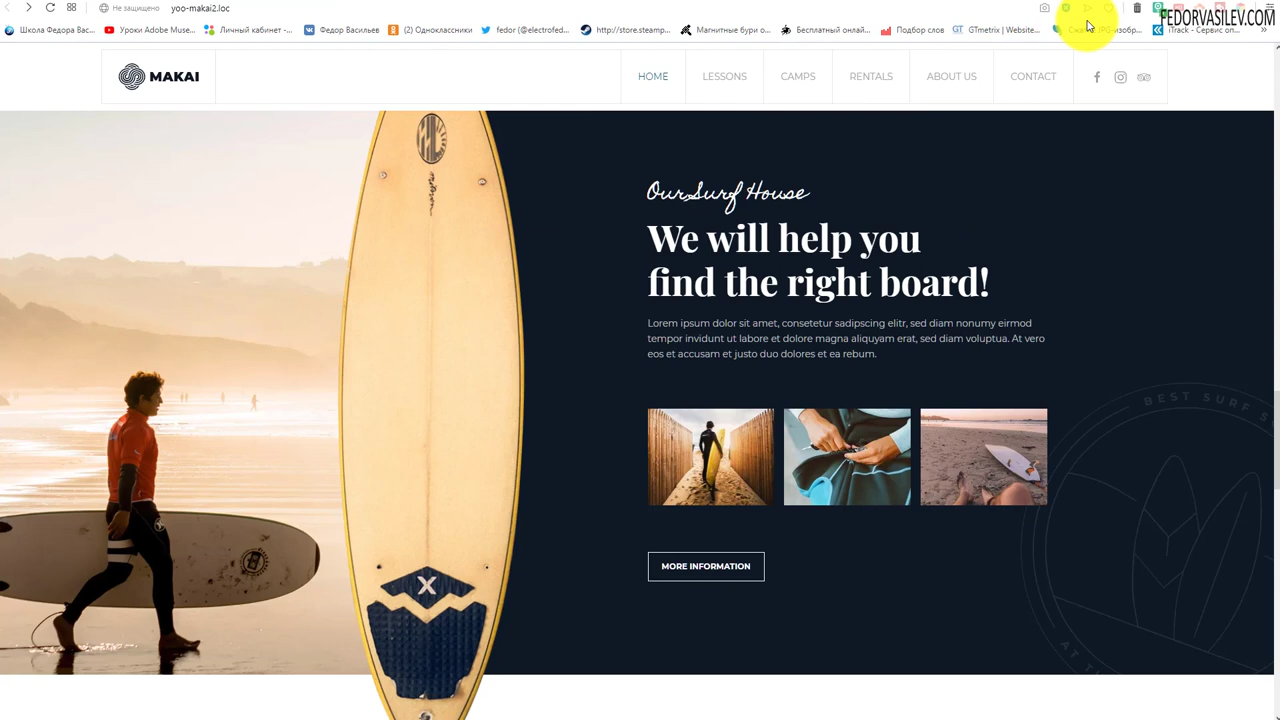 Не защищено yoo-makai2.loc
FEDORVASILEV.COM
Школа Федора Вас...
Уроки Adobe Muse...
Личный кабинет -...
Федор Васильев
(2) Одноклассники
fedor (@electrofed...
http://store.steamp...
Магнитные бури о...
Бесплатный онлай...
Подбор слов
GTmetrix | Website...
iTrack - Сервис оп...
MAKAI
HOME
LESSONS
CAMPS
RENTALS
ABOUT US
CONTACT
Our Surf House
We will help you
find the right board!
Lorem ipsum dolor sit amet, consetetur sadipscing elitr, sed diam nonumy eirmod
tempor invidunt ut labore et dolore magna aliquyam erat, sed diam voluptua. At vero
eos et accusam et justo duo dolores et ea rebum.
MORE INFORMATION
BEST SURF S
AT T